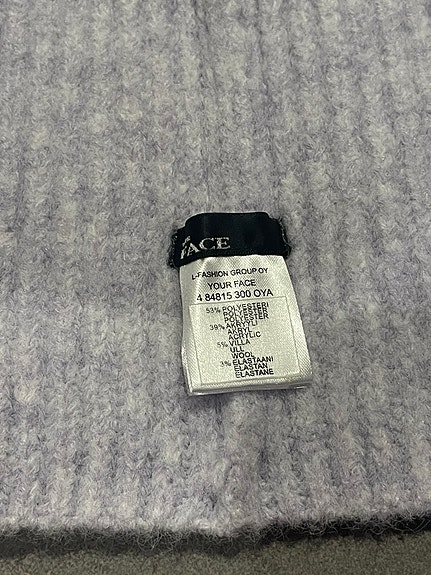 FACE
L-FASHION GROUP OY
YOUR FACE
4 84815 300 OYA
53% POLYESTERI
POLYESTER
POLYESTER
39% AKRYYLI
AKRYL
ACRYLIC
5% VILLA
ULL
WOOL
3% ELASTAANI
ELASTAN
ELASTANE